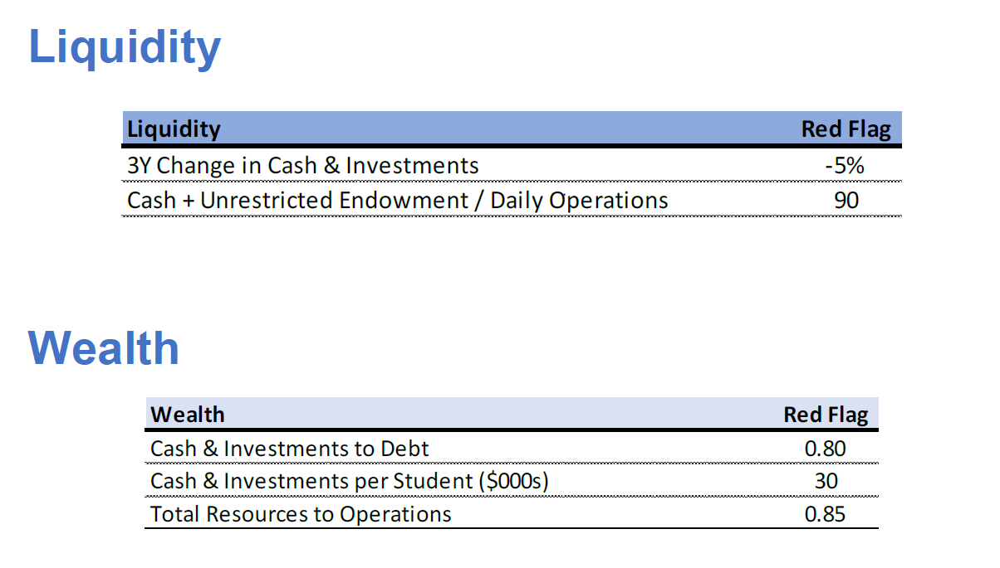 Liquidity
Liquidity Red Flag
3Y Change in Cash & Investments -5%
Cash + Unrestricted Endowment / Daily Operations 90
Wealth
Wealth Red Flag
Cash & Investments to Debt 0.80
Cash & Investments per Student ($000s) 30
Total Resources to Operations 0.85